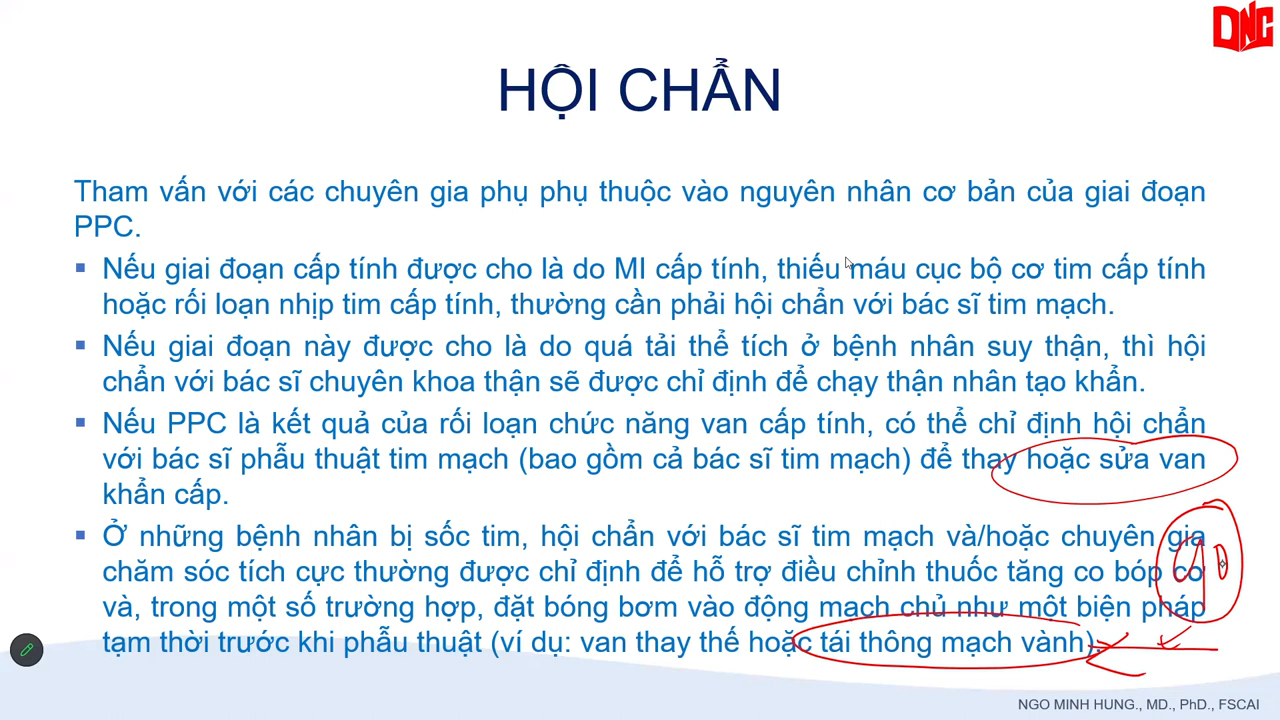 DNC
HỘI CHẨN
Tham vấn với các chuyên gia phụ phụ thuộc vào nguyên nhân cơ bản của giai đoạn
PPC.
▪ Nếu giai đoạn cấp tính được cho là do MI cấp tính, thiếu máu cục bộ cơ tim cấp tính
hoặc rối loạn nhịp tim cấp tính, thường cần phải hội chẩn với bác sĩ tim mạch.
▪ Nếu giai đoạn này được cho là do quá tải thể tích ở bệnh nhân suy thận, thì hội
chẩn với bác sĩ chuyên khoa thận sẽ được chỉ định để chạy thận nhân tạo khẩn.
▪ Nếu PPC là kết quả của rối loạn chức năng van cấp tính, có thể chỉ định hội chẩn
với bác sĩ phẫu thuật tim mạch (bao gồm cả bác sĩ tim mạch) để thay hoặc sửa van
khẩn cấp.
▪ Ở những bệnh nhân bị sốc tim, hội chẩn với bác sĩ tim mạch và/hoặc chuyên gia
chăm sóc tích cực thường được chỉ định để hỗ trợ điều chỉnh thuốc tăng co bóp cơ
và, trong một số trường hợp, đặt bóng bơm vào động mạch chủ như một biện pháp
tạm thời trước khi phẫu thuật (ví dụ: van thay thế hoặc tái thông mạch vành).
NGO MINH HUNG., MD., PhD., FSCAI